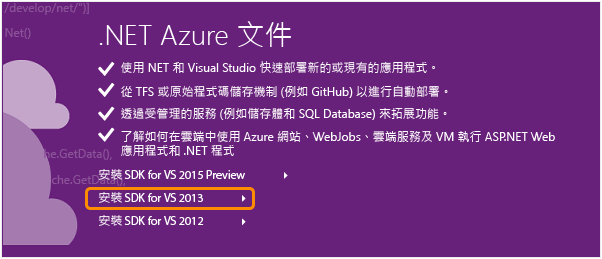 /develop/net/")]
Net()
.NET Azure 文件
使用 NET 和 Visual Studio 快速部署新的或現有的應用程式。
從 TFS 或原始程式碼儲存機制 (例如 GitHub) 以進行自動部署。
透過受管理的服務 (例如儲存體和 SQL Database) 來拓展功能。
了解如何在雲端中使用 Azure 網站、WebJobs、雲端服務及 VM 執行 ASP.NET Web
應用程式和 .NET 程式
che.GetData(),
安裝 SDK for VS 2015 Preview
che.GetData(),
安裝 SDK for VS 2013
安裝 SDK for VS 2012